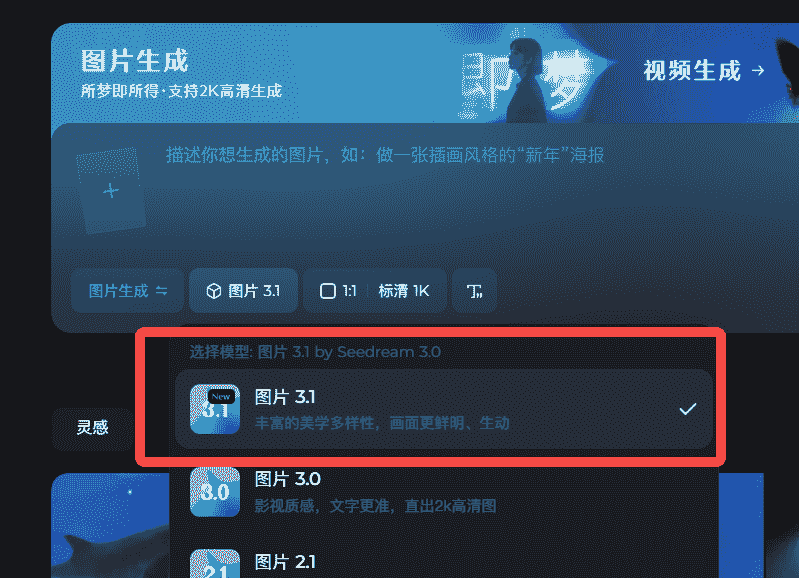 图片生成
所梦即所得·支持2K高清生成
即梦
视频生成 →
描述你想生成的图片，如：做一张插画风格的“新年”海报
图片生成
图片 3.1
1:1
标清 1K
选择模型: 图片 3.1 by Seedream 3.0
New
3.1
图片 3.1
丰富的美学多样性，画面更鲜明、生动
灵感
3.0
图片 3.0
影视质感，文字更准，直出2k高清图
2.1
图片 2.1